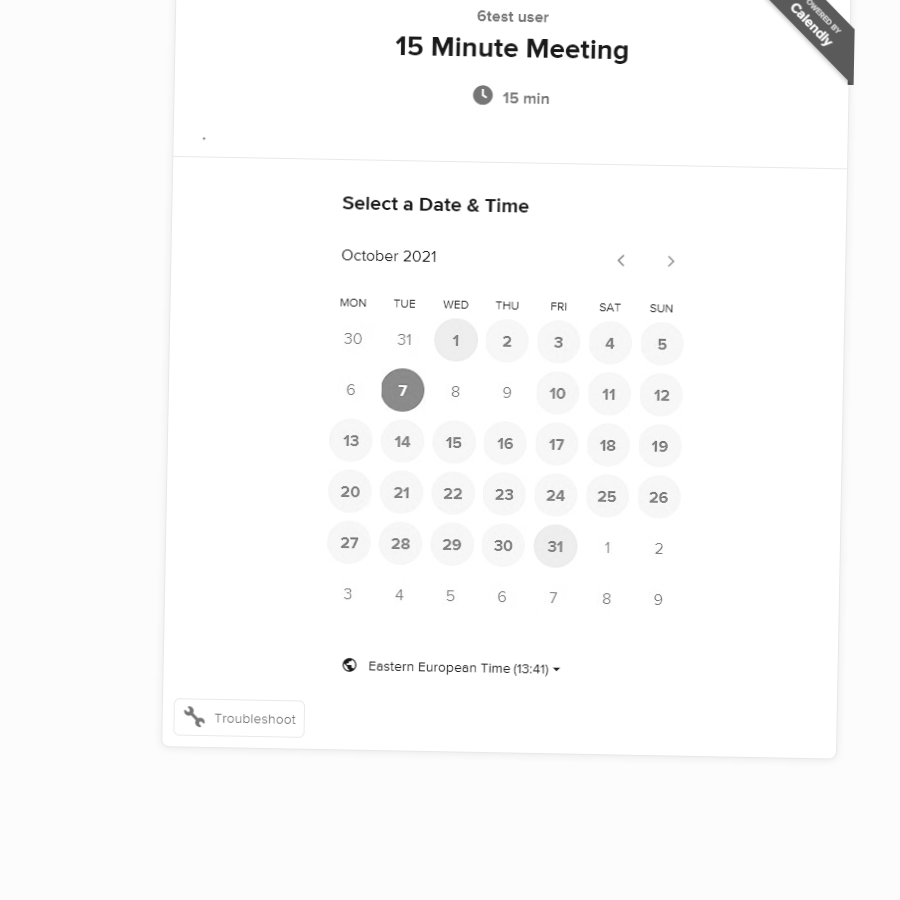 6test user
POWERED BY
Calendly
15 Minute Meeting
15 min
.
Select a Date & Time
October 2021
MON TUE WED THU FRI SAT SUN
30 31 1 2 3 4 5
6 7 8 9 10 11 12
13 14 15 16 17 18 19
20 21 22 23 24 25 26
27 28 29 30 31 1 2
3 4 5 6 7 8 9
Eastern European Time (13:41)
Troubleshoot